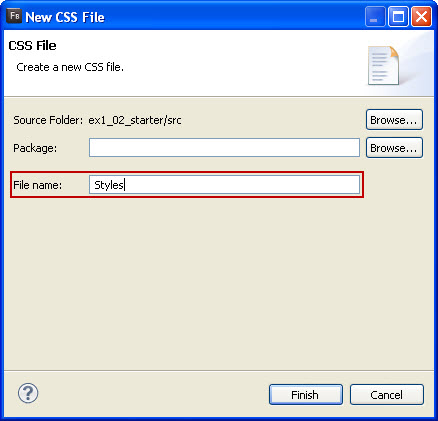 FB New CSS File
CSS File
Create a new CSS file.
Source Folder: ex1_02_starter/src Browse...
Package: Browse...
File name: Styles
? Finish Cancel